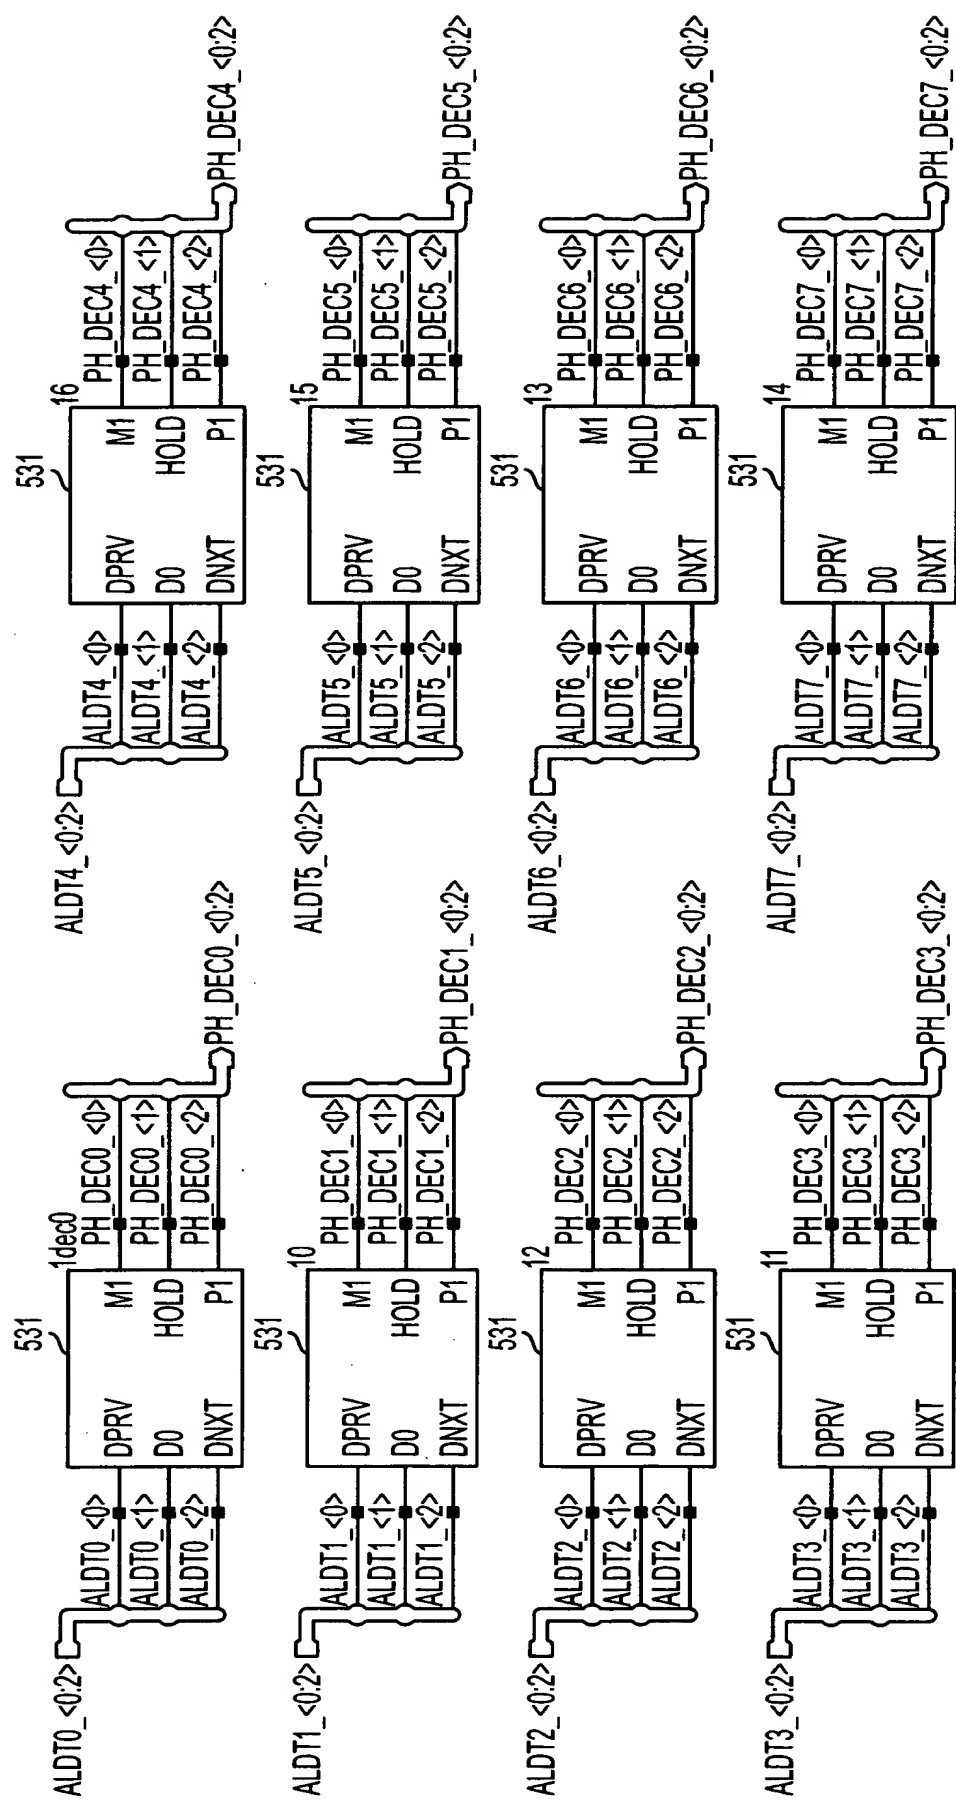 ALDT0_<0:2>
ALDT0_<0>
ALDT0_<1>
ALDT0_<2>
531
DPRV
D0
DNXT
M1
HOLD
P1
1dec0
PH_DEC0_<0>
PH_DEC0_<1>
PH_DEC0_<2>
PH_DEC0_<0:2>
ALDT4_<0:2>
ALDT4_<0>
ALDT4_<1>
ALDT4_<2>
531
DPRV
D0
DNXT
M1
HOLD
P1
16
PH_DEC4_<0>
PH_DEC4_<1>
PH_DEC4_<2>
PH_DEC4_<0:2>
ALDT1_<0:2>
ALDT1_<0>
ALDT1_<1>
ALDT1_<2>
531
DPRV
D0
DNXT
M1
HOLD
P1
10
PH_DEC1_<0>
PH_DEC1_<1>
PH_DEC1_<2>
PH_DEC1_<0:2>
ALDT5_<0:2>
ALDT5_<0>
ALDT5_<1>
ALDT5_<2>
531
DPRV
D0
DNXT
M1
HOLD
P1
15
PH_DEC5_<0>
PH_DEC5_<1>
PH_DEC5_<2>
PH_DEC5_<0:2>
ALDT2_<0:2>
ALDT2_<0>
ALDT2_<1>
ALDT2_<2>
531
DPRV
D0
DNXT
M1
HOLD
P1
12
PH_DEC2_<0>
PH_DEC2_<1>
PH_DEC2_<2>
PH_DEC2_<0:2>
ALDT6_<0:2>
ALDT6_<0>
ALDT6_<1>
ALDT6_<2>
531
DPRV
D0
DNXT
M1
HOLD
P1
13
PH_DEC6_<0>
PH_DEC6_<1>
PH_DEC6_<2>
PH_DEC6_<0:2>
ALDT3_<0:2>
ALDT3_<0>
ALDT3_<1>
ALDT3_<2>
531
DPRV
D0
DNXT
M1
HOLD
P1
11
PH_DEC3_<0>
PH_DEC3_<1>
PH_DEC3_<2>
PH_DEC3_<0:2>
ALDT7_<0:2>
ALDT7_<0>
ALDT7_<1>
ALDT7_<2>
531
DPRV
D0
DNXT
M1
HOLD
P1
14
PH_DEC7_<0>
PH_DEC7_<1>
PH_DEC7_<2>
PH_DEC7_<0:2>